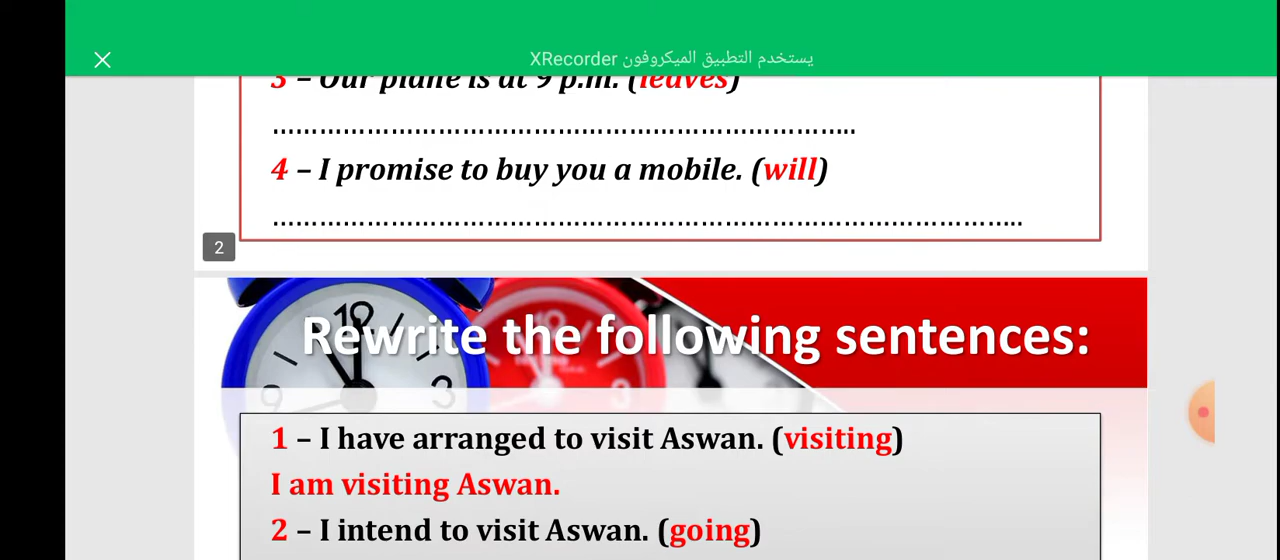 XRecorder يستخدم التطبيق الميكروفون
3 – Our plane is at 9 p.m. (leaves)
………………………………………………………………..
4 – I promise to buy you a mobile. (will)
……………………………………………………………………………………..
2
Rewrite the following sentences:
1 – I have arranged to visit Aswan. (visiting)
I am visiting Aswan.
2 – I intend to visit Aswan. (going)